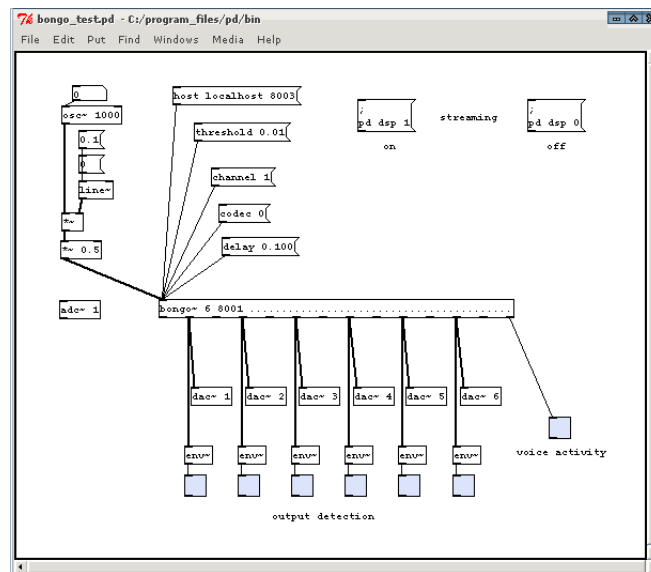 bongo_test.pd - C:/program_files/pd/bin
File Edit Put Find Windows Media Help
0
osc~ 1000
0.1
0
line~
*~
*~ 0.5
adc~ 1
host localhost 8003
threshold 0.01
channel 1
codec 0
delay 0.100
;
pd dsp 1
on
streaming
;
pd dsp 0
off
bongo~ 6 8001 .......................................
dac~ 1
dac~ 2
dac~ 3
dac~ 4
dac~ 5
dac~ 6
env~
env~
env~
env~
env~
env~
voice activity
output detection